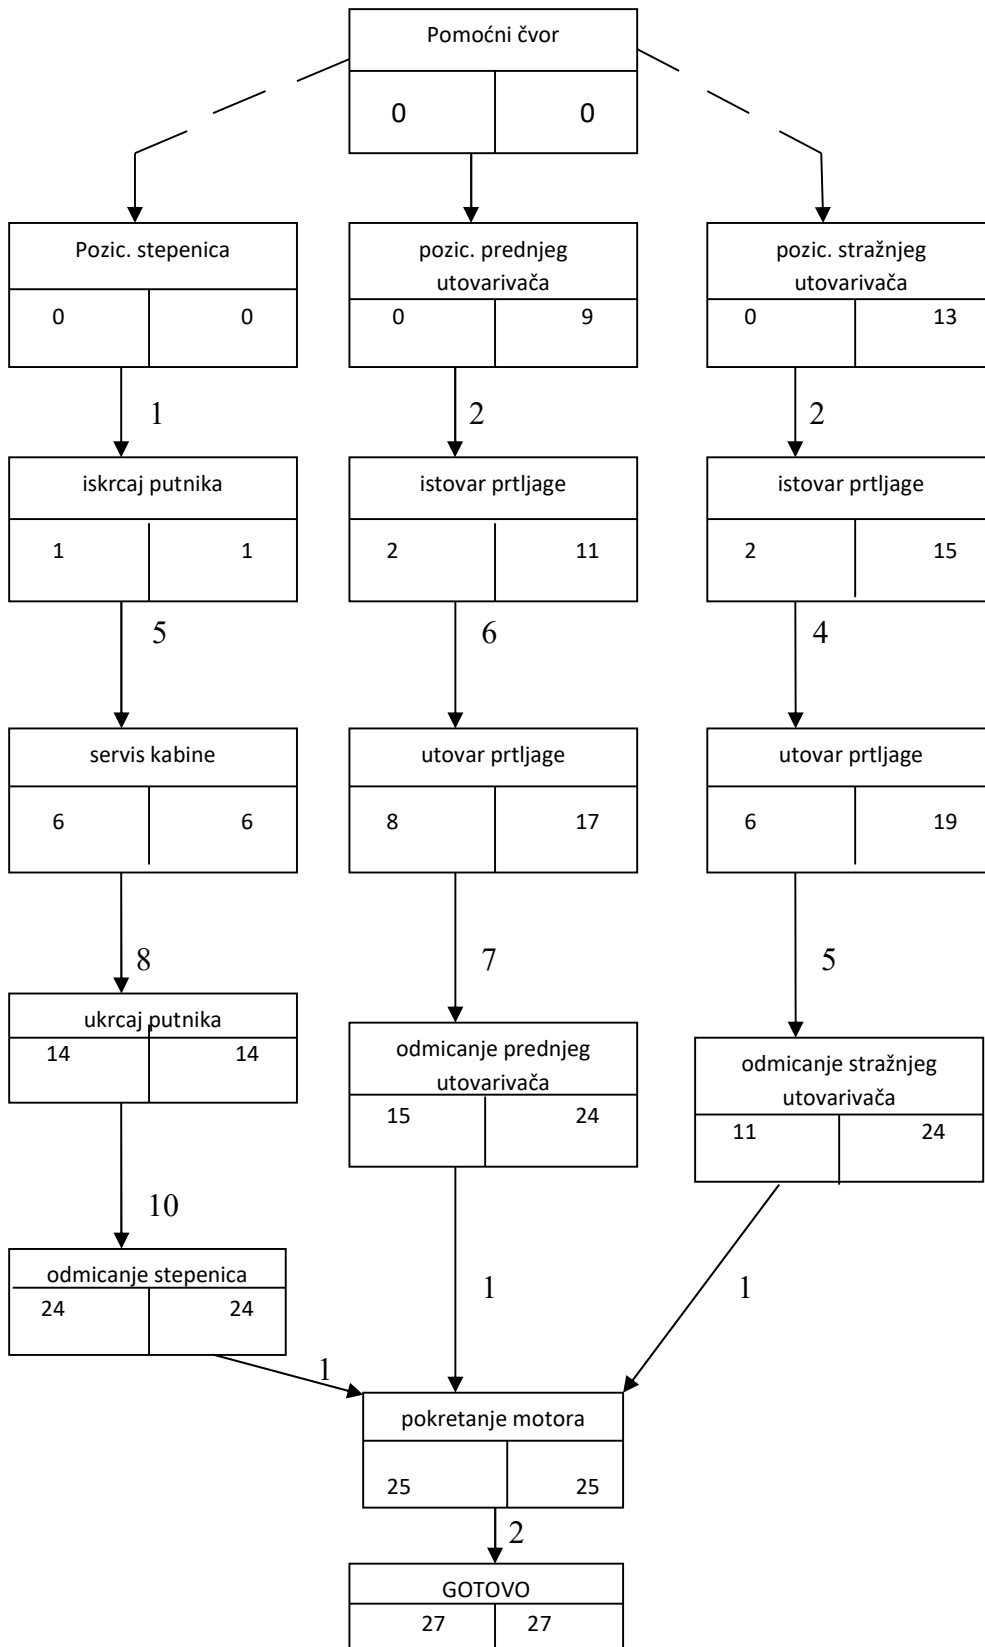 Pomoćni čvor
0 0
Pozic. stepenica
0 0
pozic. prednjeg
utovarivača
0 9
pozic. stražnjeg
utovarivača
0 13
1
2
2
iskrcaj putnika
1 1
istovar prtljage
2 11
istovar prtljage
2 15
5
6
4
servis kabine
6 6
utovar prtljage
8 17
utovar prtljage
6 19
8
7
5
ukrcaj putnika
14 14
odmicanje prednjeg
utovarivača
15 24
odmicanje stražnjeg
utovarivača
11 24
10
odmicanje stepenica
24 24
1
1
1
pokretanje motora
25 25
2
GOTOVO
27 27